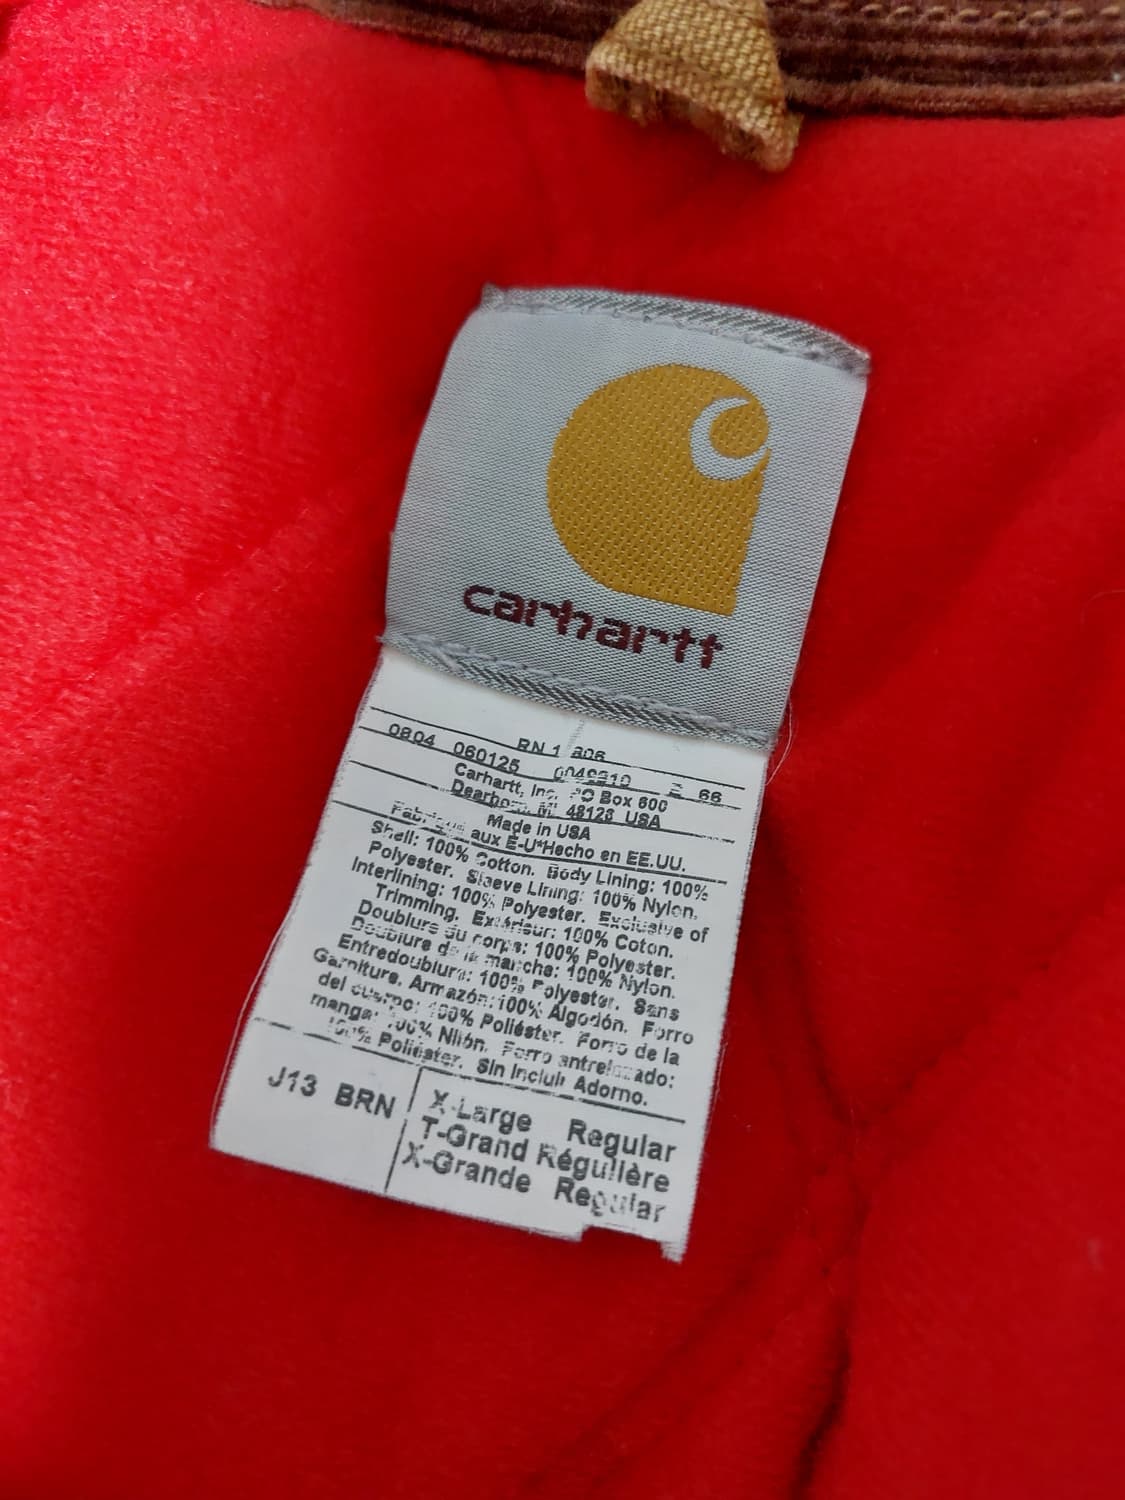 carhartt
RN 1 806
0804 060125 66
Carhartt, Inc. PO Box 600
Dearborn, MI 48128 USA
Made in USA
Fabriqué aux E-U*Hecho en EE.UU.
Shell: 100% Cotton. Body Lining: 100%
Polyester. Sleeve Lining: 100% Nylon.
Interlining: 100% Polyester. Exclusive of
Trimming. Extérieur: 100% Coton.
Doublure du corps: 100% Polyester.
Doublure de la manche: 100% Nylon.
Entredoublure: 100% Polyester. Sans
Garniture. Armazón:100% Algodón. Forro
del cuerpo: 100% Poliéster. Forro de la
manga: 100% Nilón. Forro antrelazado:
100% Poliéster. Sin Incluir Adorno.
J13 BRN
X-Large Regular
T-Grand Régulière
X-Grande Regular